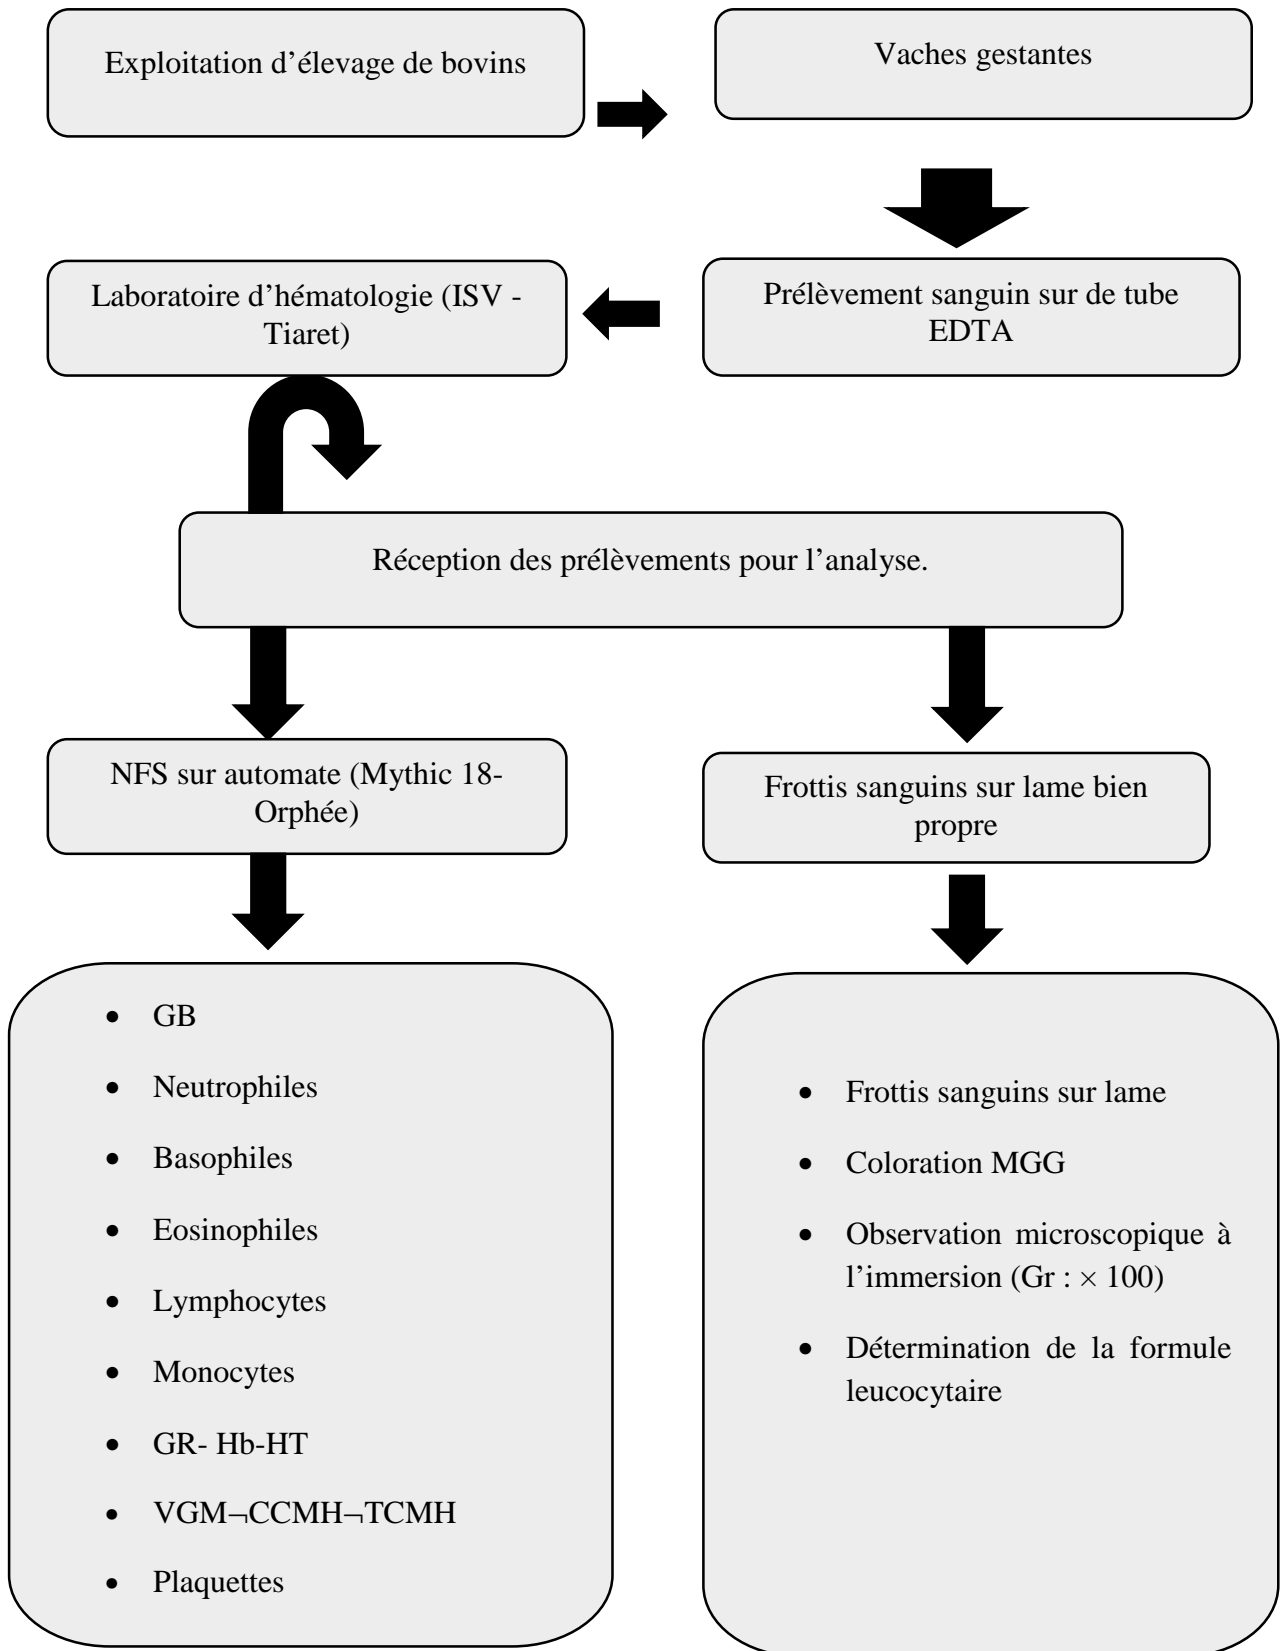 Exploitation d’élevage de bovins
Vaches gestantes
Laboratoire d’hématologie (ISV -
Tiaret)
Prélèvement sanguin sur de tube
EDTA
Réception des prélèvements pour l’analyse.
NFS sur automate (Mythic 18-
Orphée)
Frottis sanguins sur lame bien
propre
• GB
• Neutrophiles
• Basophiles
• Eosinophiles
• Lymphocytes
• Monocytes
• GR- Hb-HT
• VGM¬CCMH¬TCMH
• Plaquettes
• Frottis sanguins sur lame
• Coloration MGG
• Observation microscopique à
l’immersion (Gr : × 100)
• Détermination de la formule
leucocytaire